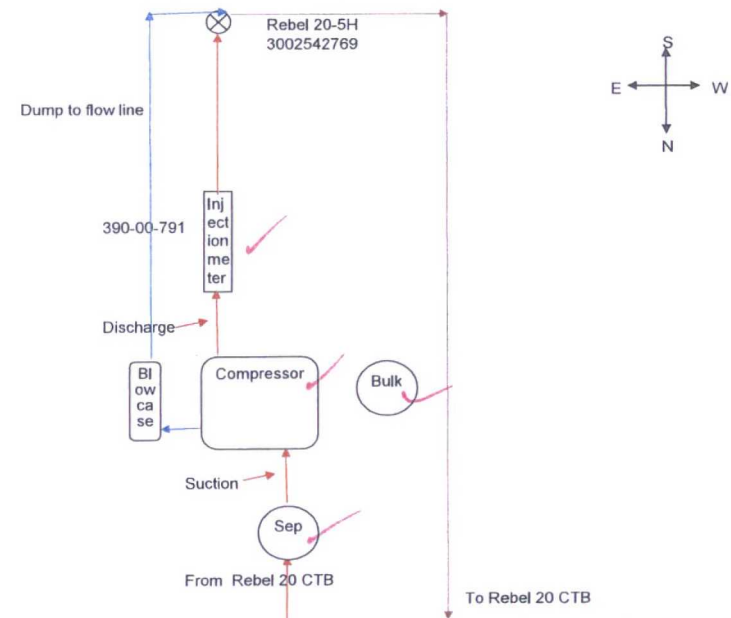 Rebel 20-5H
3002542769
S
E
W
N
Dump to flow line
390-00-791
Inj
ect
ion
me
ter
Discharge
Bl
ow
ca
se
Compressor
Bulk
Suction
Sep
From Rebel 20 CTB
To Rebel 20 CTB